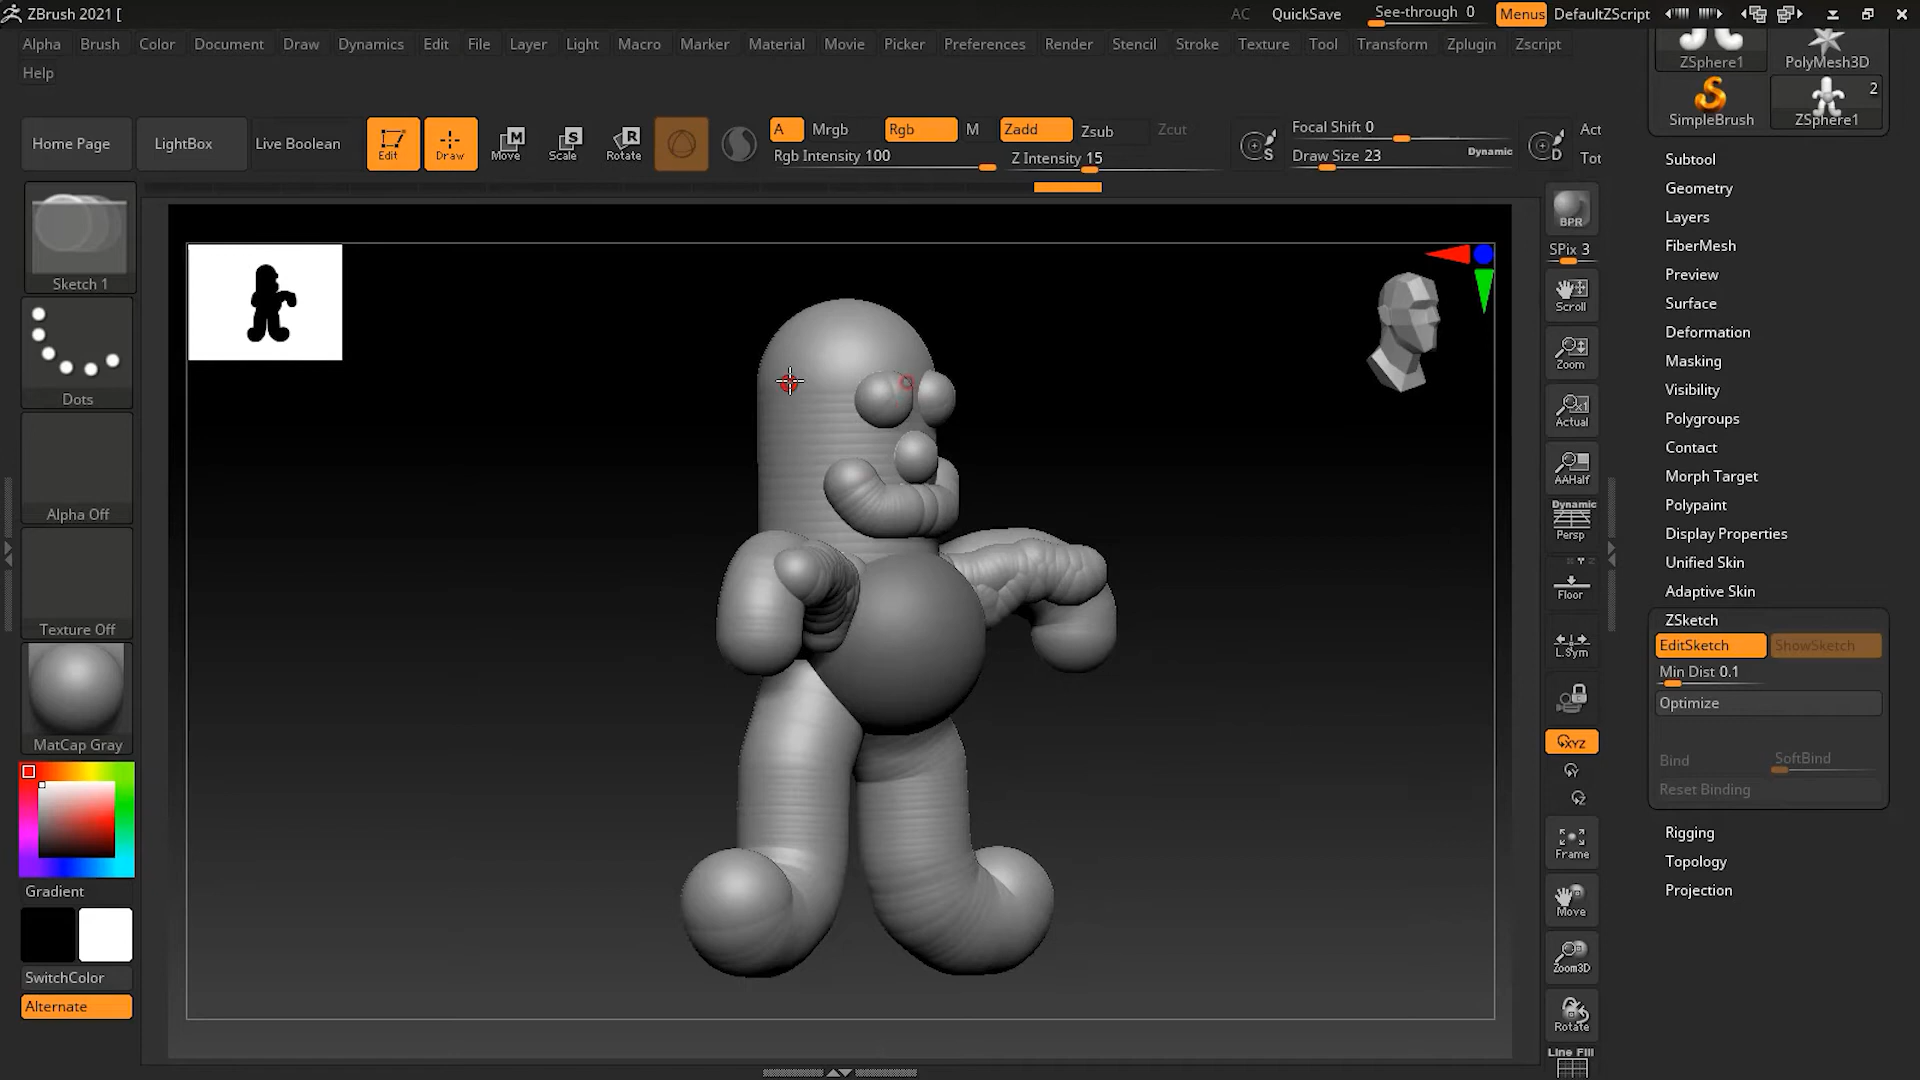 ZBrush 2021 [ AC QuickSave See-through 0 Menus DefaultZScript
Alpha Brush Color Document Draw Dynamics Edit File Layer Light Macro Marker Material Movie Picker Preferences Render Stencil Stroke Texture Tool Transform Zplugin Zscript
Help
ZSphere1 PolyMesh3D
2
SimpleBrush ZSphere1
Home Page LightBox Live Boolean Edit Draw Move Scale Rotate
M S R
A Mrgb Rgb M Zadd Zsub Zcut
Rgb Intensity 100 Z Intensity 15
S Focal Shift 0
Draw Size 23 Dynamic
D Act
Tot
Sketch 1
Dots
Alpha Off
Texture Off
MatCap Gray
Gradient
SwitchColor
Alternate
BPR
SPix 3
Scroll
Zoom
Actual
AAHalf
Dynamic
Persp
Floor
L.Sym
XYZ
Y
Z
Frame
Move
Zoom3D
Rotate
Line Fill
Subtool
Geometry
Layers
FiberMesh
Preview
Surface
Deformation
Masking
Visibility
Polygroups
Contact
Morph Target
Polypaint
Display Properties
Unified Skin
Adaptive Skin
ZSketch
EditSketch ShowSketch
Min Dist 0.1
Optimize
Bind SoftBind
Reset Binding
Rigging
Topology
Projection